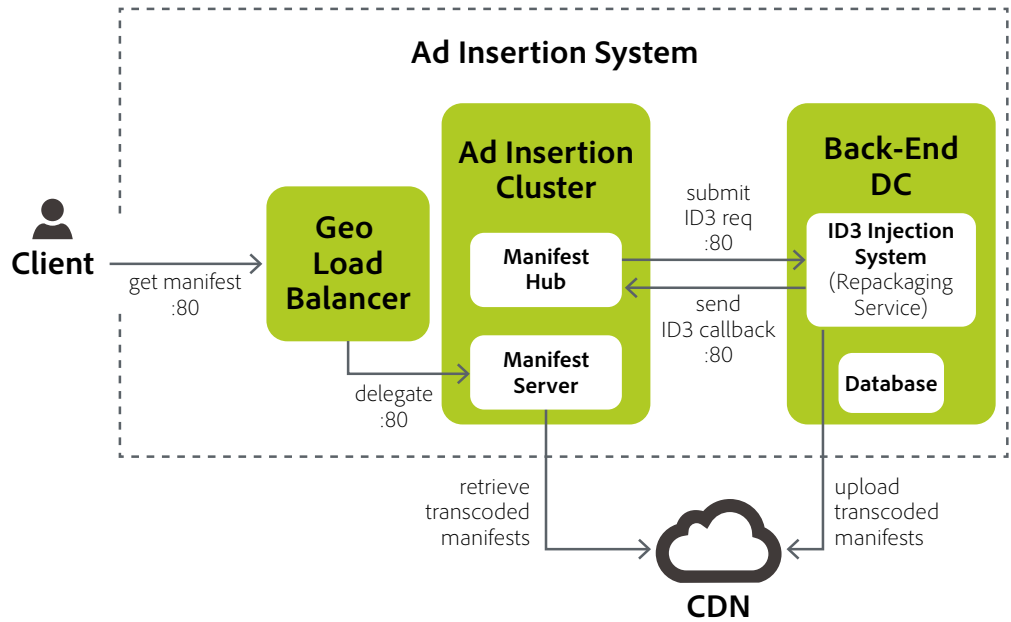 Ad Insertion System
Client
get manifest
:80
Geo
Load
Balancer
delegate
:80
Ad Insertion
Cluster
Manifest
Hub
Manifest
Server
submit
ID3 req
:80
send
ID3 callback
:80
Back-End
DC
ID3 Injection
System
(Repackaging
Service)
Database
retrieve
transcoded
manifests
upload
transcoded
manifests
CDN